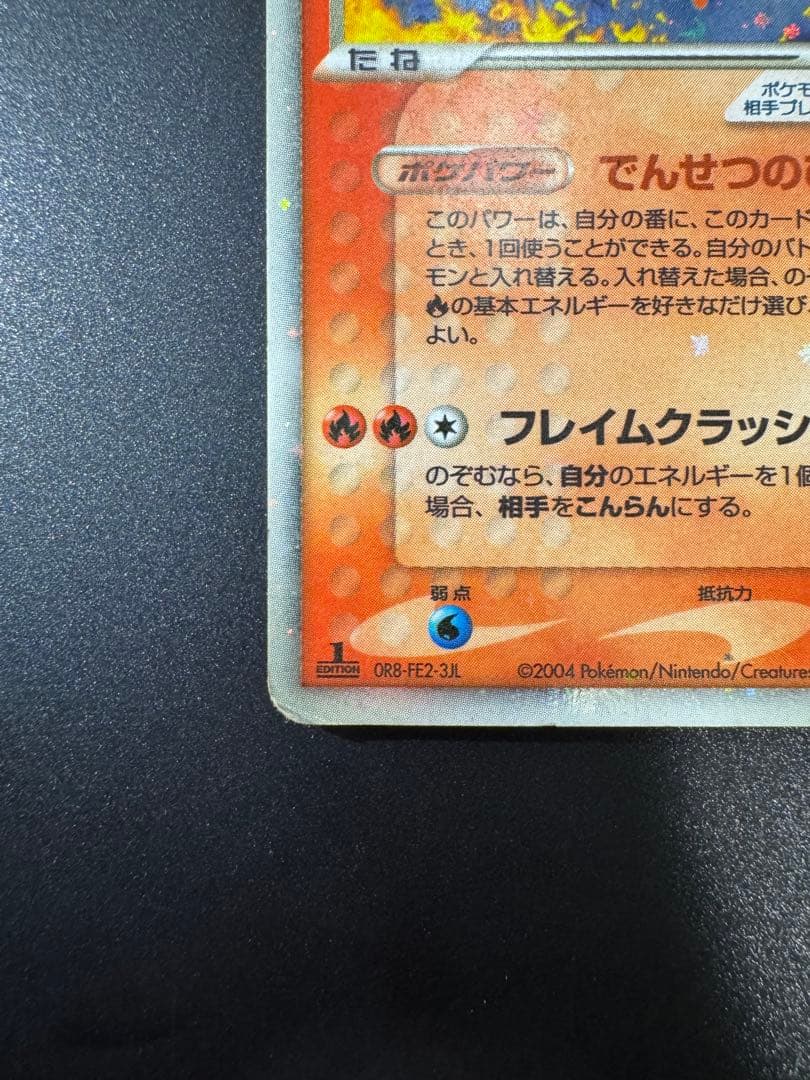 たね
ポケモ
相手プレ
ポケパワー でんせつの
このパワーは、自分の番に、このカード
とき、1回使うことができる。自分のバト
モンと入れ替える。入れ替えた場合、の
の基本エネルギーを好きなだけ選び、
よい。
フレイムクラッシ
のぞむなら、自分のエネルギーを1個
場合、相手をこんらんにする。
弱点 抵抗力
1 EDITION 0R8-FE2-3JL ©2004 Pokémon/Nintendo/Creatures